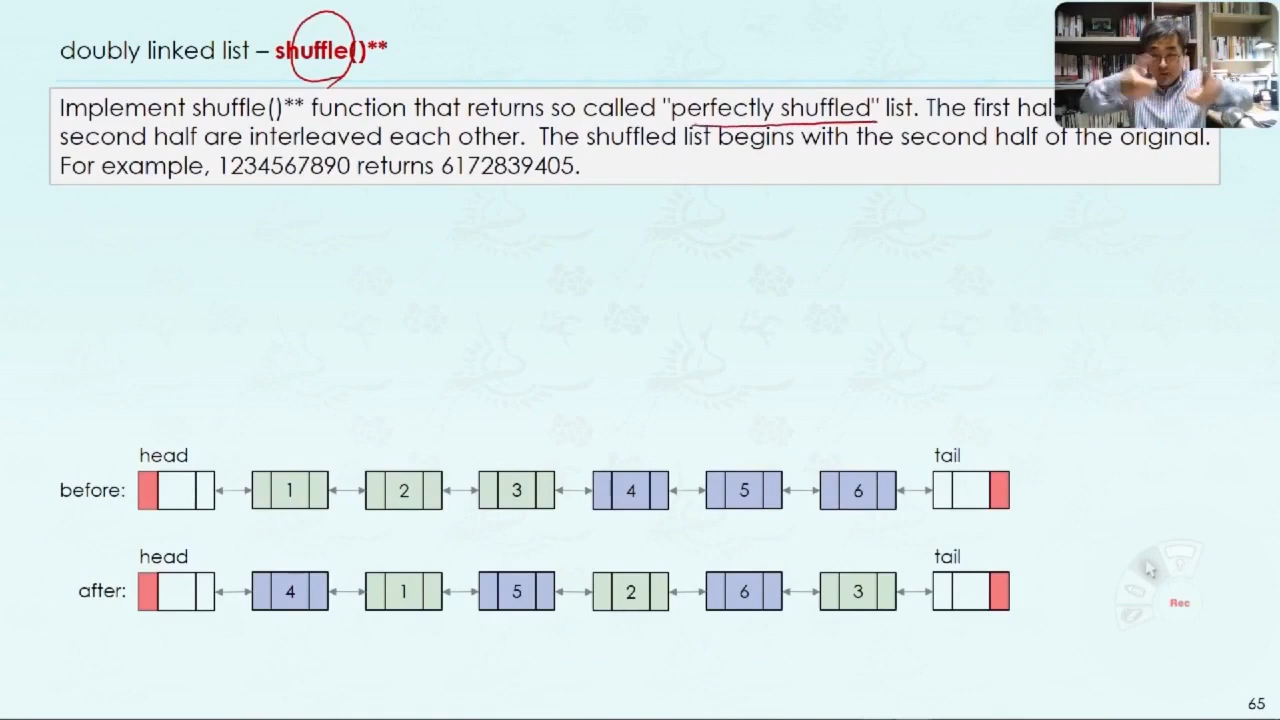 doubly linked list – shuffle()**
Implement shuffle()** function that returns so called "perfectly shuffled" list. The first
second half are interleaved each other. The shuffled list begins with the second half of the original.
For example, 1234567890 returns 6172839405.
head tail
before: 1 2 3 4 5 6
head tail
after: 4 1 5 2 6 3
Rec
65